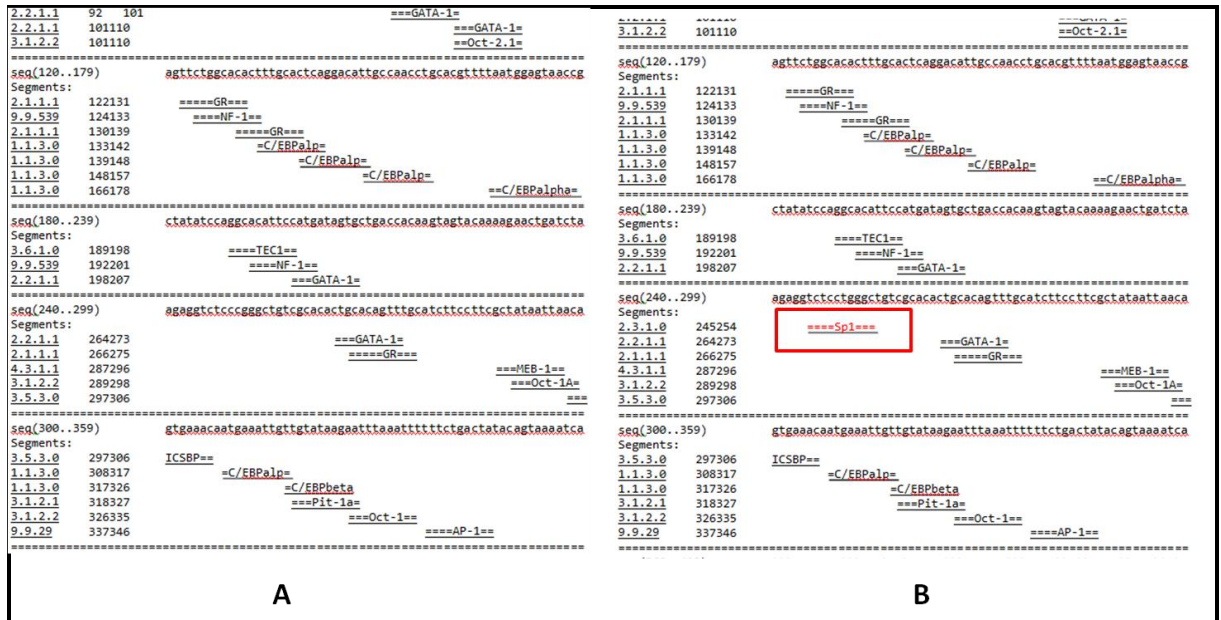 2.2.1.1 92 101 ===GATA-1=
2.2.1.1 101110 ===GATA-1=
3.1.2.2 101110 ==Oct-2.1=
seq(120..179) agttctggcacactttgcactcaggacattgccaacctgcacgttttaatggagtaaccg
Segments:
2.1.1.1 122131 =====GR===
9.9.539 124133 ====NF-1==
2.1.1.1 130139 =====GR===
1.1.3.0 133142 =C/EBPalp=
1.1.3.0 139148 =C/EBPalp=
1.1.3.0 148157 =C/EBPalp=
1.1.3.0 166178 ==C/EBPalpha=
seq(180..239) ctatatccaggcacattccatgatagtgctgaccacaagtagtacaaaagaactgatcta
Segments:
3.6.1.0 189198 ====TEC1==
9.9.539 192201 ====NF-1==
2.2.1.1 198207 ===GATA-1=
seq(240..299) agaggtctcccgggctgtcgcacactgcacagtttgcatcttccttcgctataattaaca
Segments:
2.2.1.1 264273 ===GATA-1=
2.1.1.1 266275 =====GR===
4.3.1.1 287296 ===MEB-1==
3.1.2.2 289298 ===Oct-1A=
3.5.3.0 297306 ===
seq(300..359) gtgaaacaatgaaattgttgtataagaatttaaattttttctgactatacagtaaaatca
Segments:
3.5.3.0 297306 ICSBP==
1.1.3.0 308317 =C/EBPalp=
1.1.3.0 317326 =C/EBPbeta
3.1.2.1 318327 ===Pit-1a=
3.1.2.2 326335 ===Oct-1==
9.9.29 337346 ====AP-1==
A
3.1.2.2 101110 ==Oct-2.1=
seq(120..179) agttctggcacactttgcactcaggacattgccaacctgcacgttttaatggagtaaccg
Segments:
2.1.1.1 122131 =====GR===
9.9.539 124133 ====NF-1==
2.1.1.1 130139 =====GR===
1.1.3.0 133142 =C/EBPalp=
1.1.3.0 139148 =C/EBPalp=
1.1.3.0 148157 =C/EBPalp=
1.1.3.0 166178 ==C/EBPalpha=
seq(180..239) ctatatccaggcacattccatgatagtgctgaccacaagtagtacaaaagaactgatcta
Segments:
3.6.1.0 189198 ====TEC1==
9.9.539 192201 ====NF-1==
2.2.1.1 198207 ===GATA-1=
seq(240..299) agaggtctcctgggctgtcgcacactgcacagtttgcatcttccttcgctataattaaca
Segments:
2.3.1.0 245254 ====Sp1===
2.2.1.1 264273 ===GATA-1=
2.1.1.1 266275 =====GR===
4.3.1.1 287296 ===MEB-1==
3.1.2.2 289298 ===Oct-1A=
3.5.3.0 297306 ===
seq(300..359) gtgaaacaatgaaattgttgtataagaatttaaattttttctgactatacagtaaaatca
Segments:
3.5.3.0 297306 ICSBP==
1.1.3.0 308317 =C/EBPalp=
1.1.3.0 317326 =C/EBPbeta
3.1.2.1 318327 ===Pit-1a=
3.1.2.2 326335 ===Oct-1==
9.9.29 337346 ====AP-1==
B